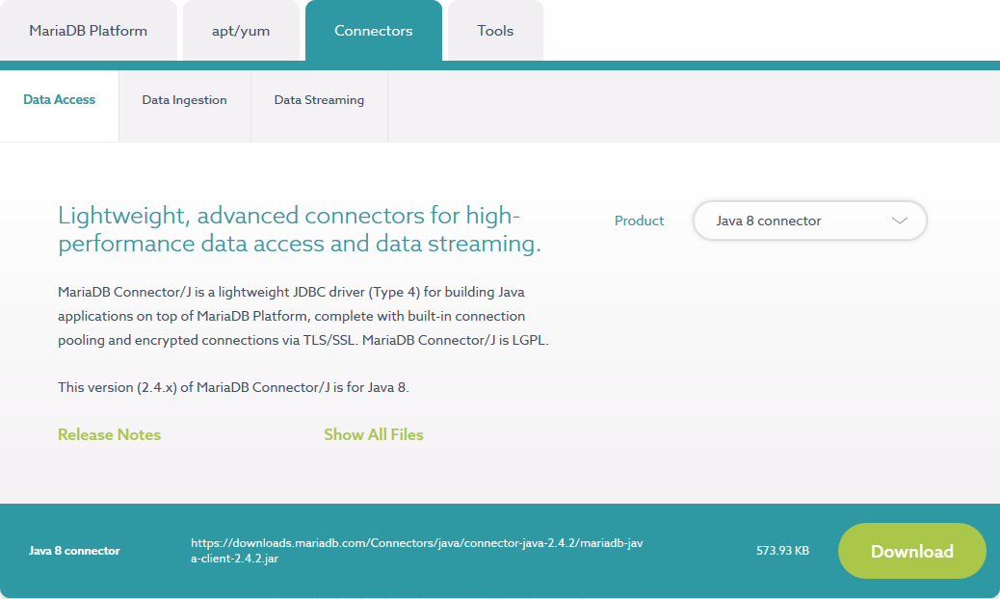 MariaDB Platform
apt/yum
Connectors
Tools
Data Access
Data Ingestion
Data Streaming
Lightweight, advanced connectors for high-
performance data access and data streaming.
Product
Java 8 connector
MariaDB Connector/J is a lightweight JDBC driver (Type 4) for building Java
applications on top of MariaDB Platform, complete with built-in connection
pooling and encrypted connections via TLS/SSL. MariaDB Connector/J is LGPL.
This version (2.4.x) of MariaDB Connector/J is for Java 8.
Release Notes
Show All Files
Java 8 connector
https://downloads.mariadb.com/Connectors/java/connector-java-2.4.2/mariadb-jav
a-client-2.4.2.jar
573.93 KB
Download